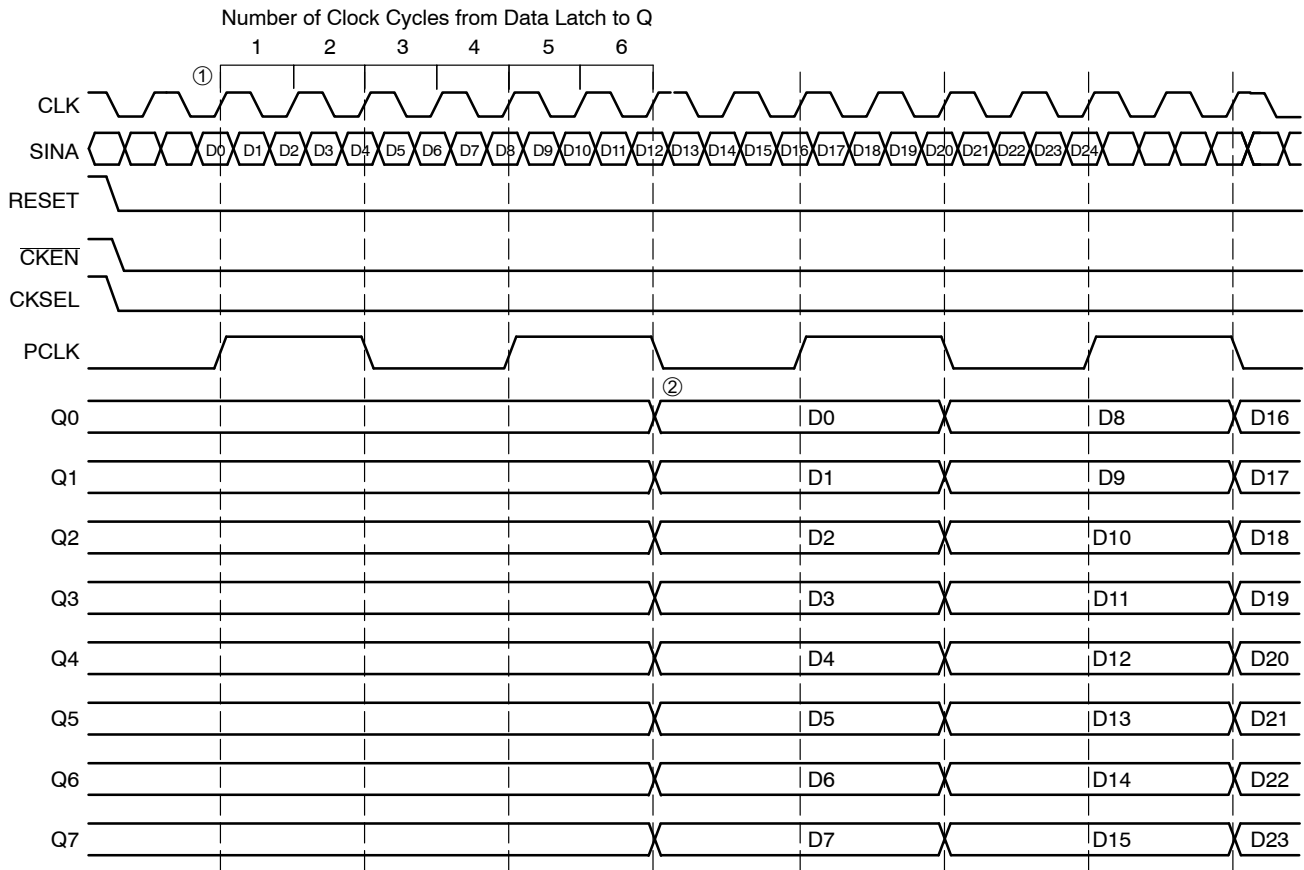 Number of Clock Cycles from Data Latch to Q
1 2 3 4 5 6
①
CLK
SINA D0 D1 D2 D3 D4 D5 D6 D7 D8 D9 D10 D11 D12 D13 D14 D15 D16 D17 D18 D19 D20 D21 D22 D23 D24
RESET
CKEN
CKSEL
PCLK
②
Q0 D0 D8 D16
Q1 D1 D9 D17
Q2 D2 D10 D18
Q3 D3 D11 D19
Q4 D4 D12 D20
Q5 D5 D13 D21
Q6 D6 D14 D22
Q7 D7 D15 D23